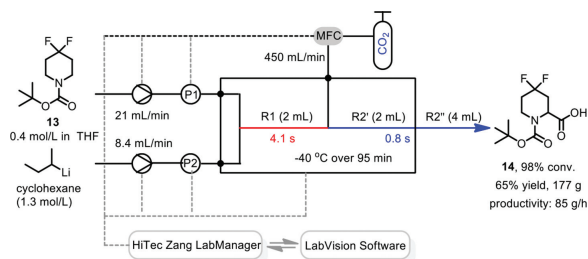 MFC
CO2
450 mL/min
F F
N
O O
13
0.4 mol/L in THF
P1
21 mL/min
R1 (2 mL)
R2' (2 mL)
R2" (4 mL)
4.1 s
0.8 s
8.4 mL/min
P2
-40 °C over 95 min
Li
cyclohexane
(1.3 mol/L)
F F
N
OH
O
O O
14, 98% conv.
65% yield, 177 g
productivity: 85 g/h
HiTec Zang LabManager
LabVision Software